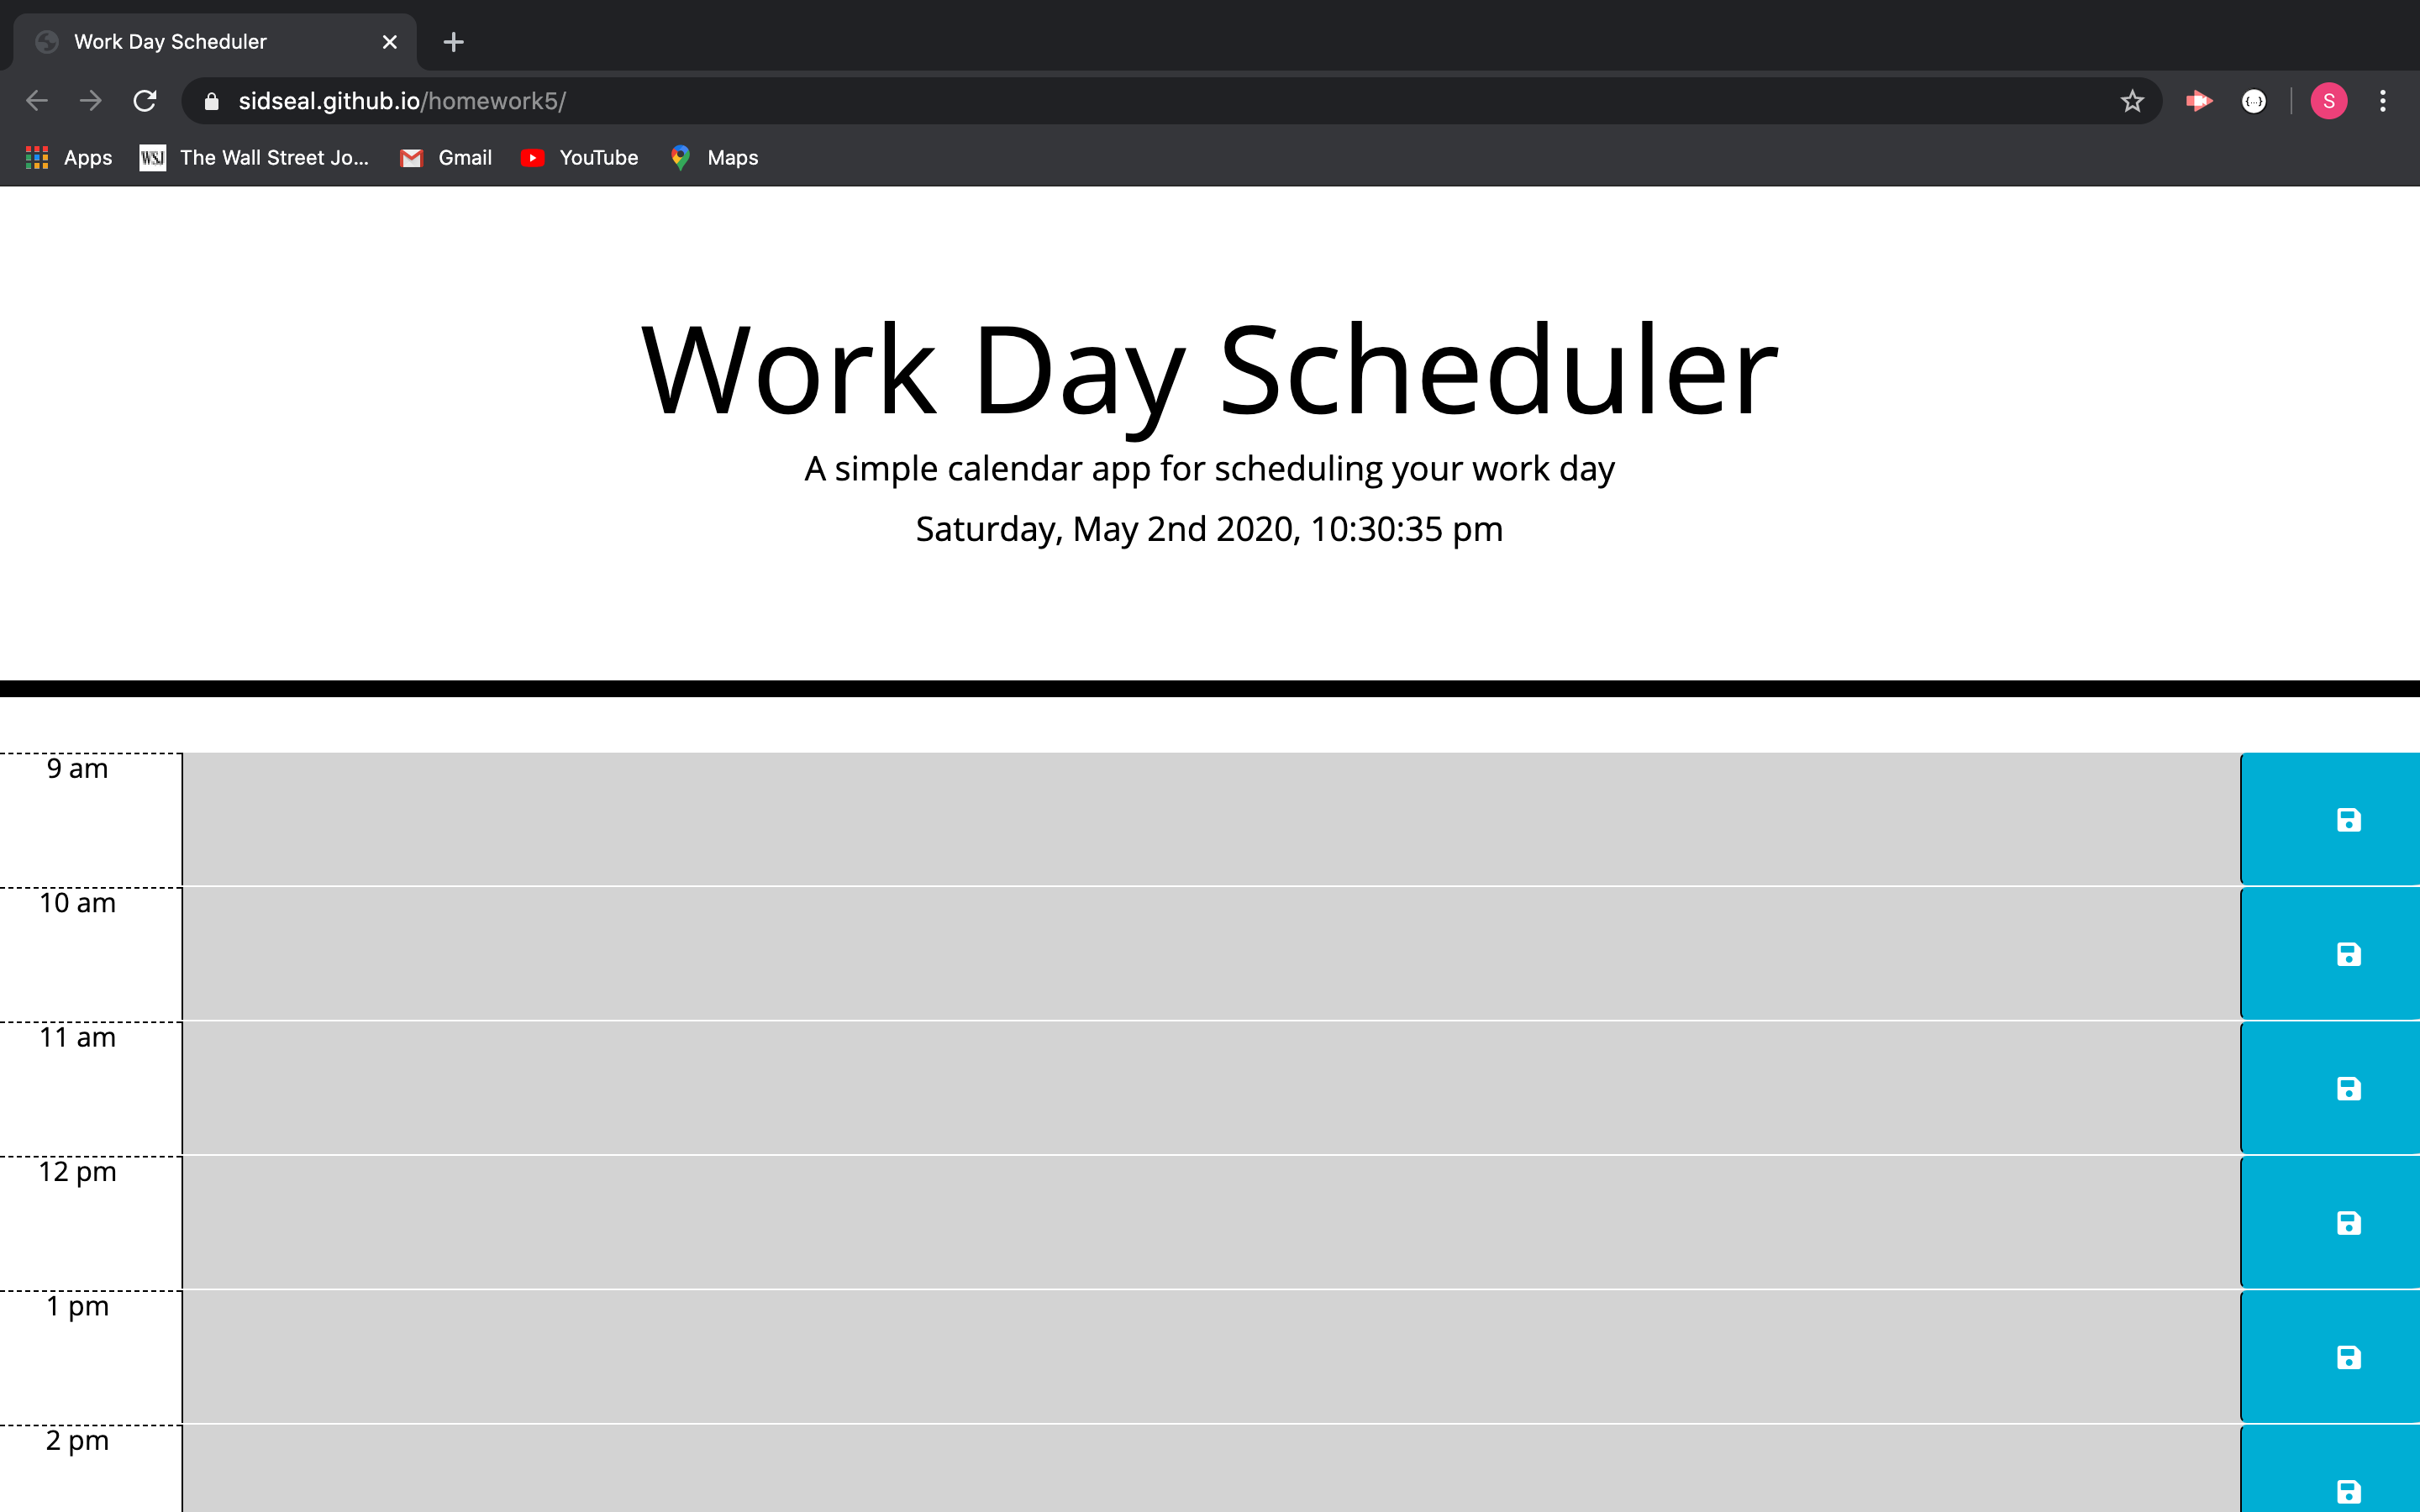 Work Day Scheduler
sidseal.github.io/homework5/
S
Apps
WSJ
The Wall Street Jo...
Gmail
YouTube
Maps
Work Day Scheduler
A simple calendar app for scheduling your work day
Saturday, May 2nd 2020, 10:30:35 pm
9 am
10 am
11 am
12 pm
1 pm
2 pm